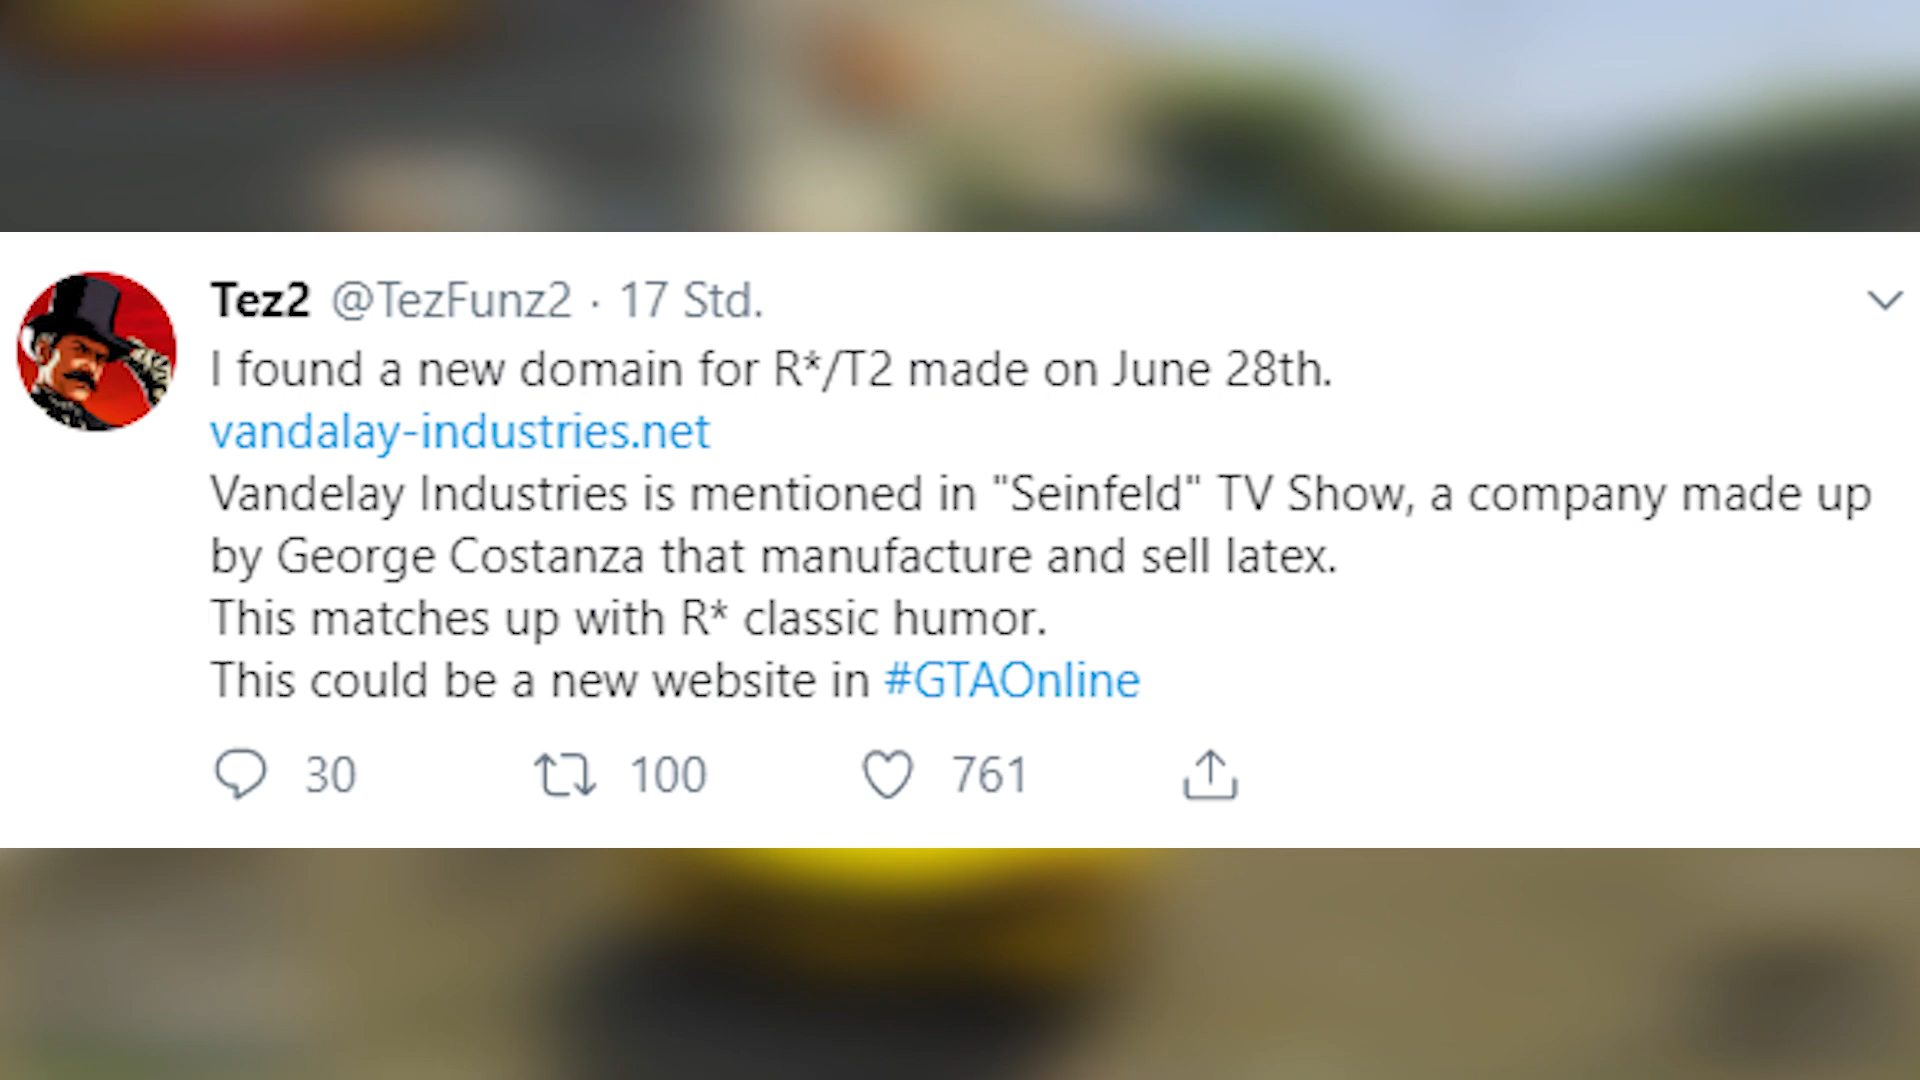 Tez2 @TezFunz2 · 17 Std.
I found a new domain for R*/T2 made on June 28th.
vandalay-industries.net
Vandelay Industries is mentioned in "Seinfeld" TV Show, a company made up
by George Costanza that manufacture and sell latex.
This matches up with R* classic humor.
This could be a new website in #GTAOnline
30 100 761